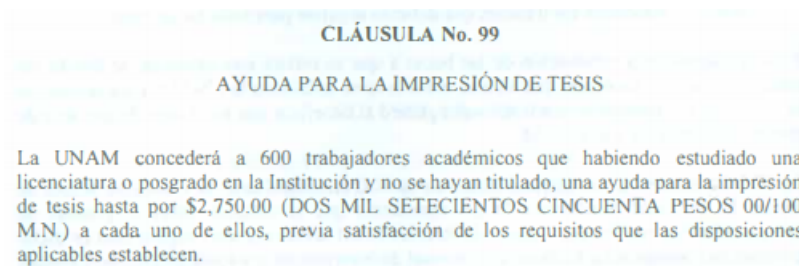 CLÁUSULA No. 99
AYUDA PARA LA IMPRESIÓN DE TESIS
La UNAM concederá a 600 trabajadores académicos que habiendo estudiado una
licenciatura o posgrado en la Institución y no se hayan titulado, una ayuda para la impresión
de tesis hasta por $2,750.00 (DOS MIL SETECIENTOS CINCUENTA PESOS 00/100
M.N.) a cada uno de ellos, previa satisfacción de los requisitos que las disposiciones
aplicables establecen.